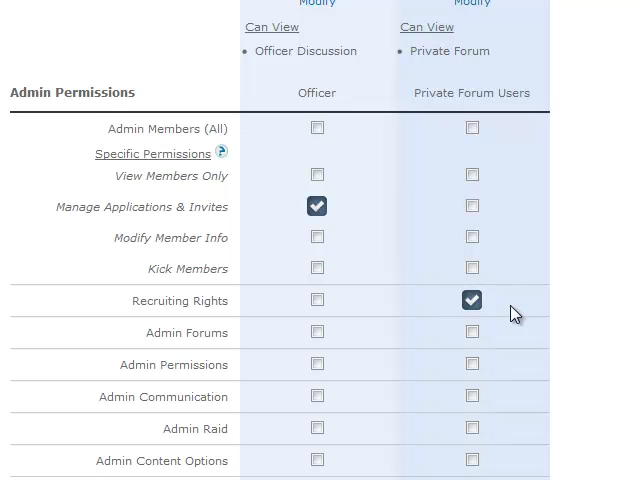 Modify Modify
Can View Can View
• Officer Discussion • Private Forum
Admin Permissions Officer Private Forum Users
Admin Members (All)
Specific Permissions ?
View Members Only
Manage Applications & Invites
Modify Member Info
Kick Members
Recruiting Rights
Admin Forums
Admin Permissions
Admin Communication
Admin Raid
Admin Content Options